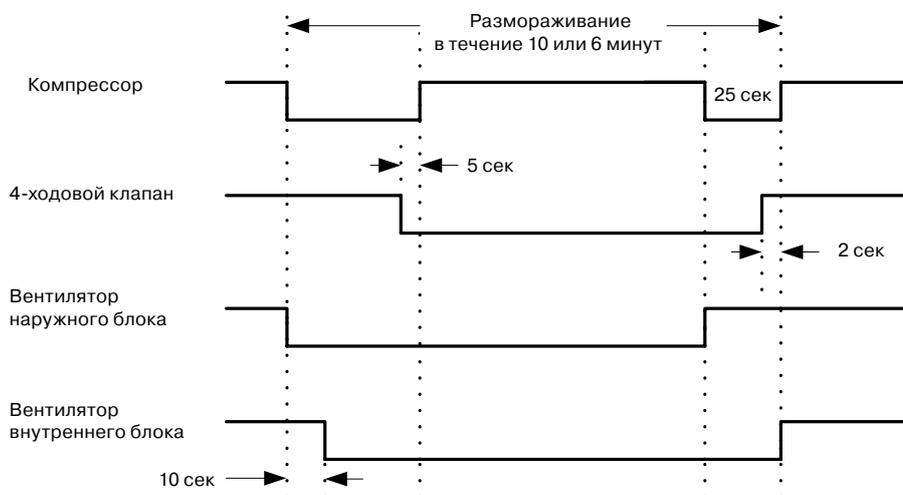 Размораживание
в течение 10 или 6 минут
Компрессор
25 сек
5 сек
4-ходовой клапан
2 сек
Вентилятор
наружного блока
Вентилятор
внутреннего блока
10 сек